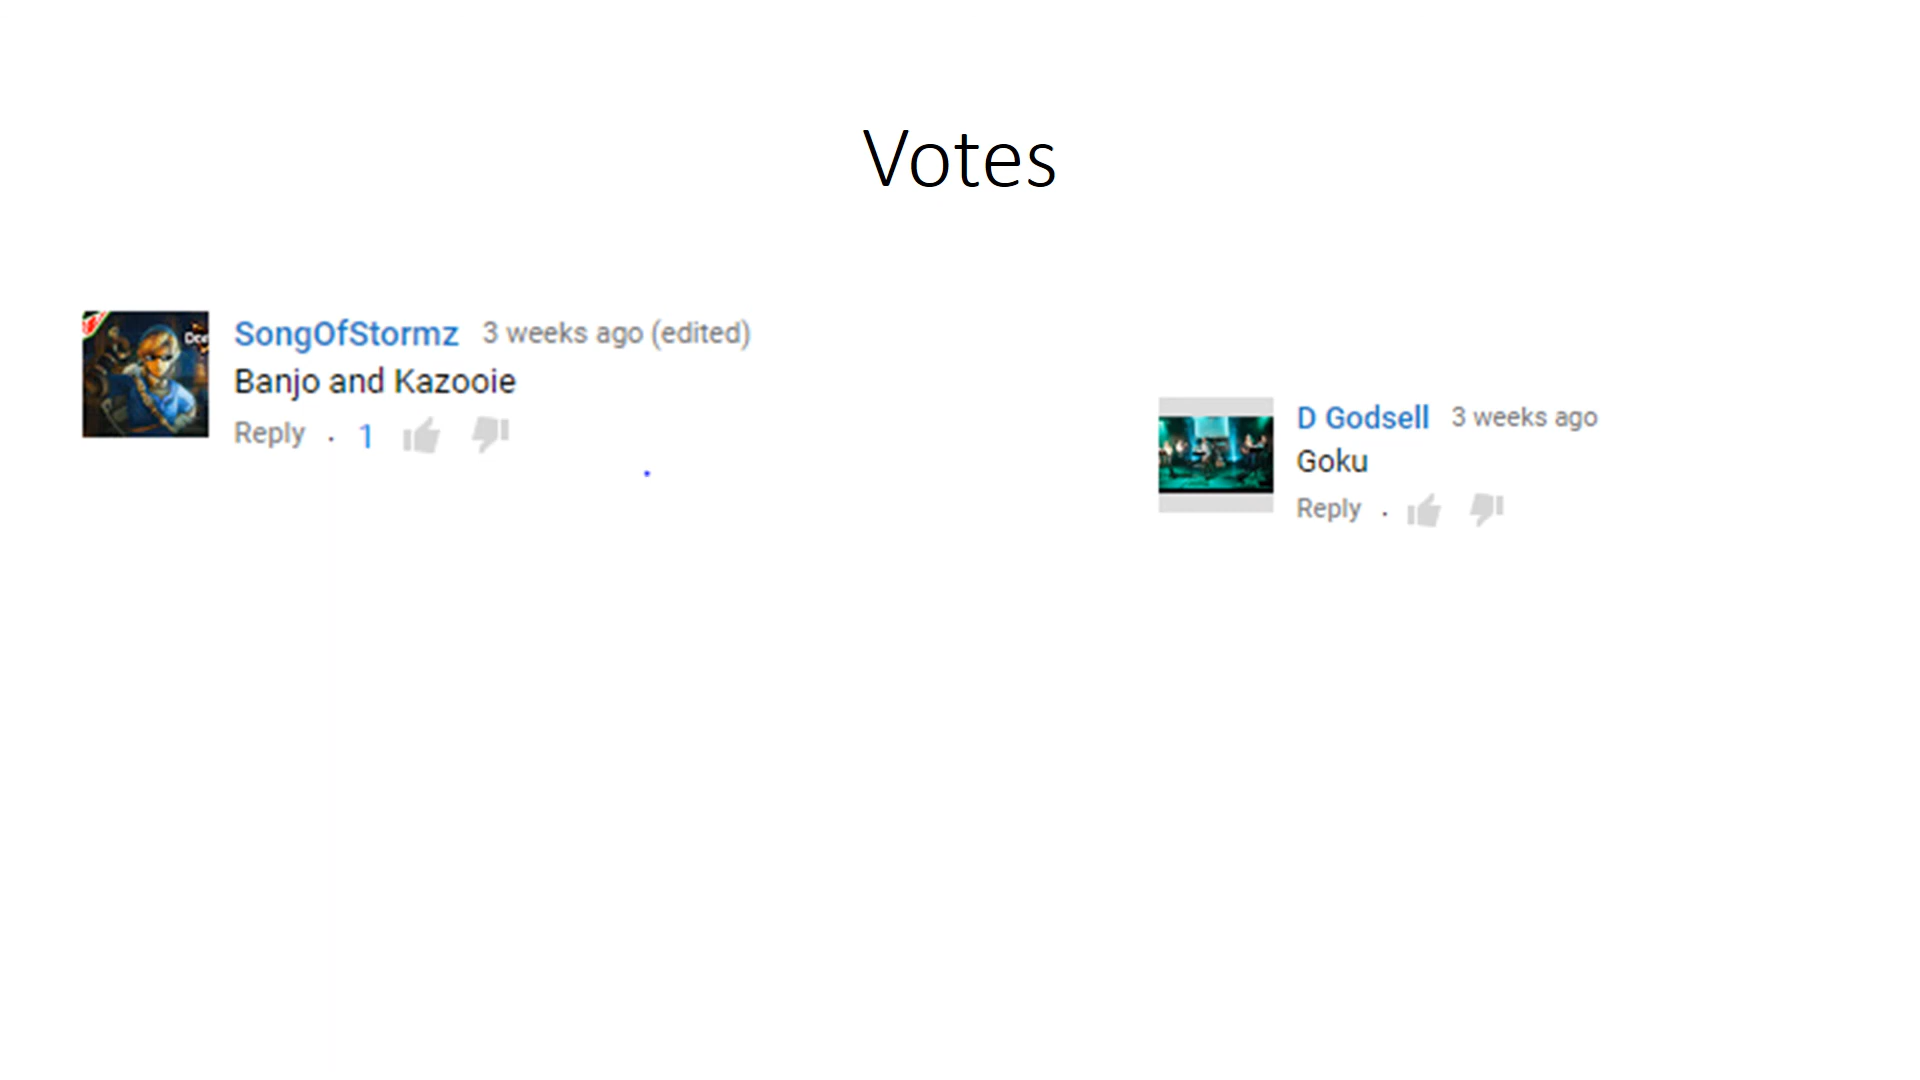 Votes
SongOfStormz 3 weeks ago (edited)
Banjo and Kazooie
Reply · 1
D Godsell 3 weeks ago
Goku
Reply ·